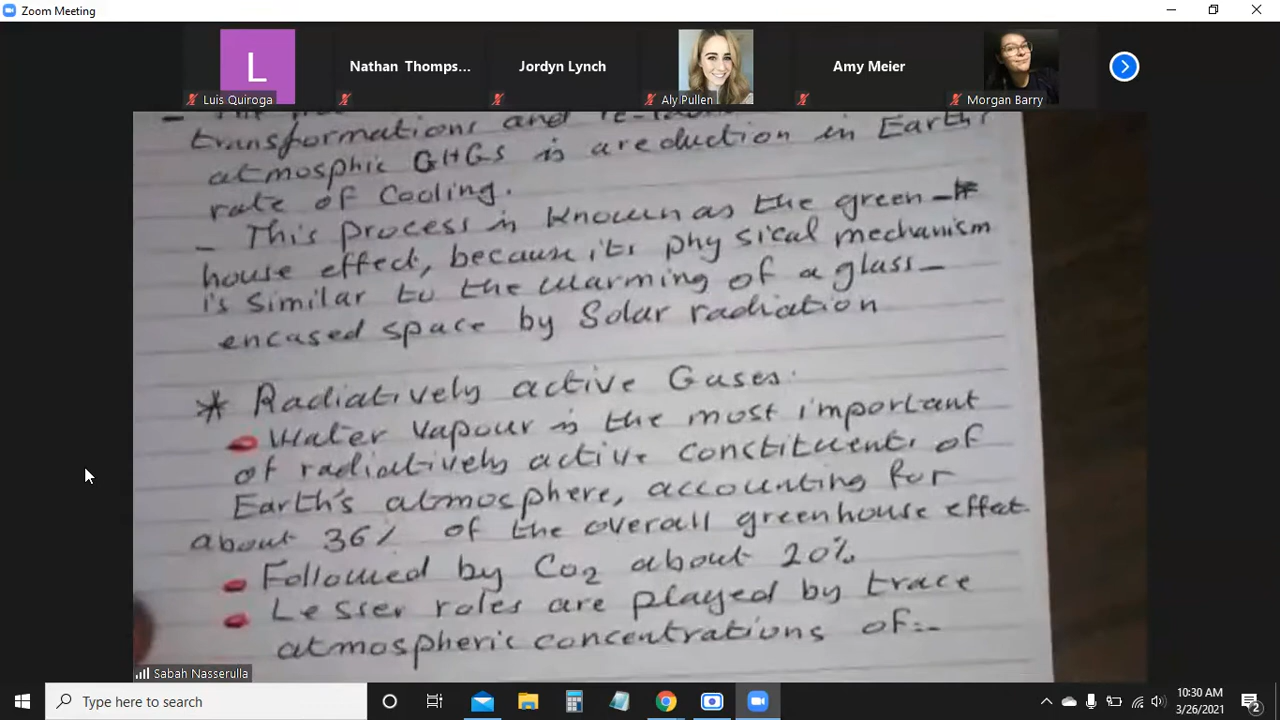 Zoom Meeting
L
Luis Quiroga
Nathan Thomps...
Jordyn Lynch
Aly Pullen
Amy Meier
Morgan Barry
transformations and
atmosphic GHGS is a reduction in Earth's
rate of Cooling.
- This process is known as the green-
house effect, because its phy sical mechanism
is Similar to the warming of a glass-
encased space by Solar radiation
* Radiatively active Gases.
Water Vapour is the most important
of radiatively active constituents of
Earth's atmosphere, accounting for
about 36% of the overall greenhouse effect.
Followed by CO2 about 20%
Lesser roles are played by trace
atmospheric concentrations of:-
Sabah Nasserulla
Type here to search
10:30 AM
3/26/2021
2